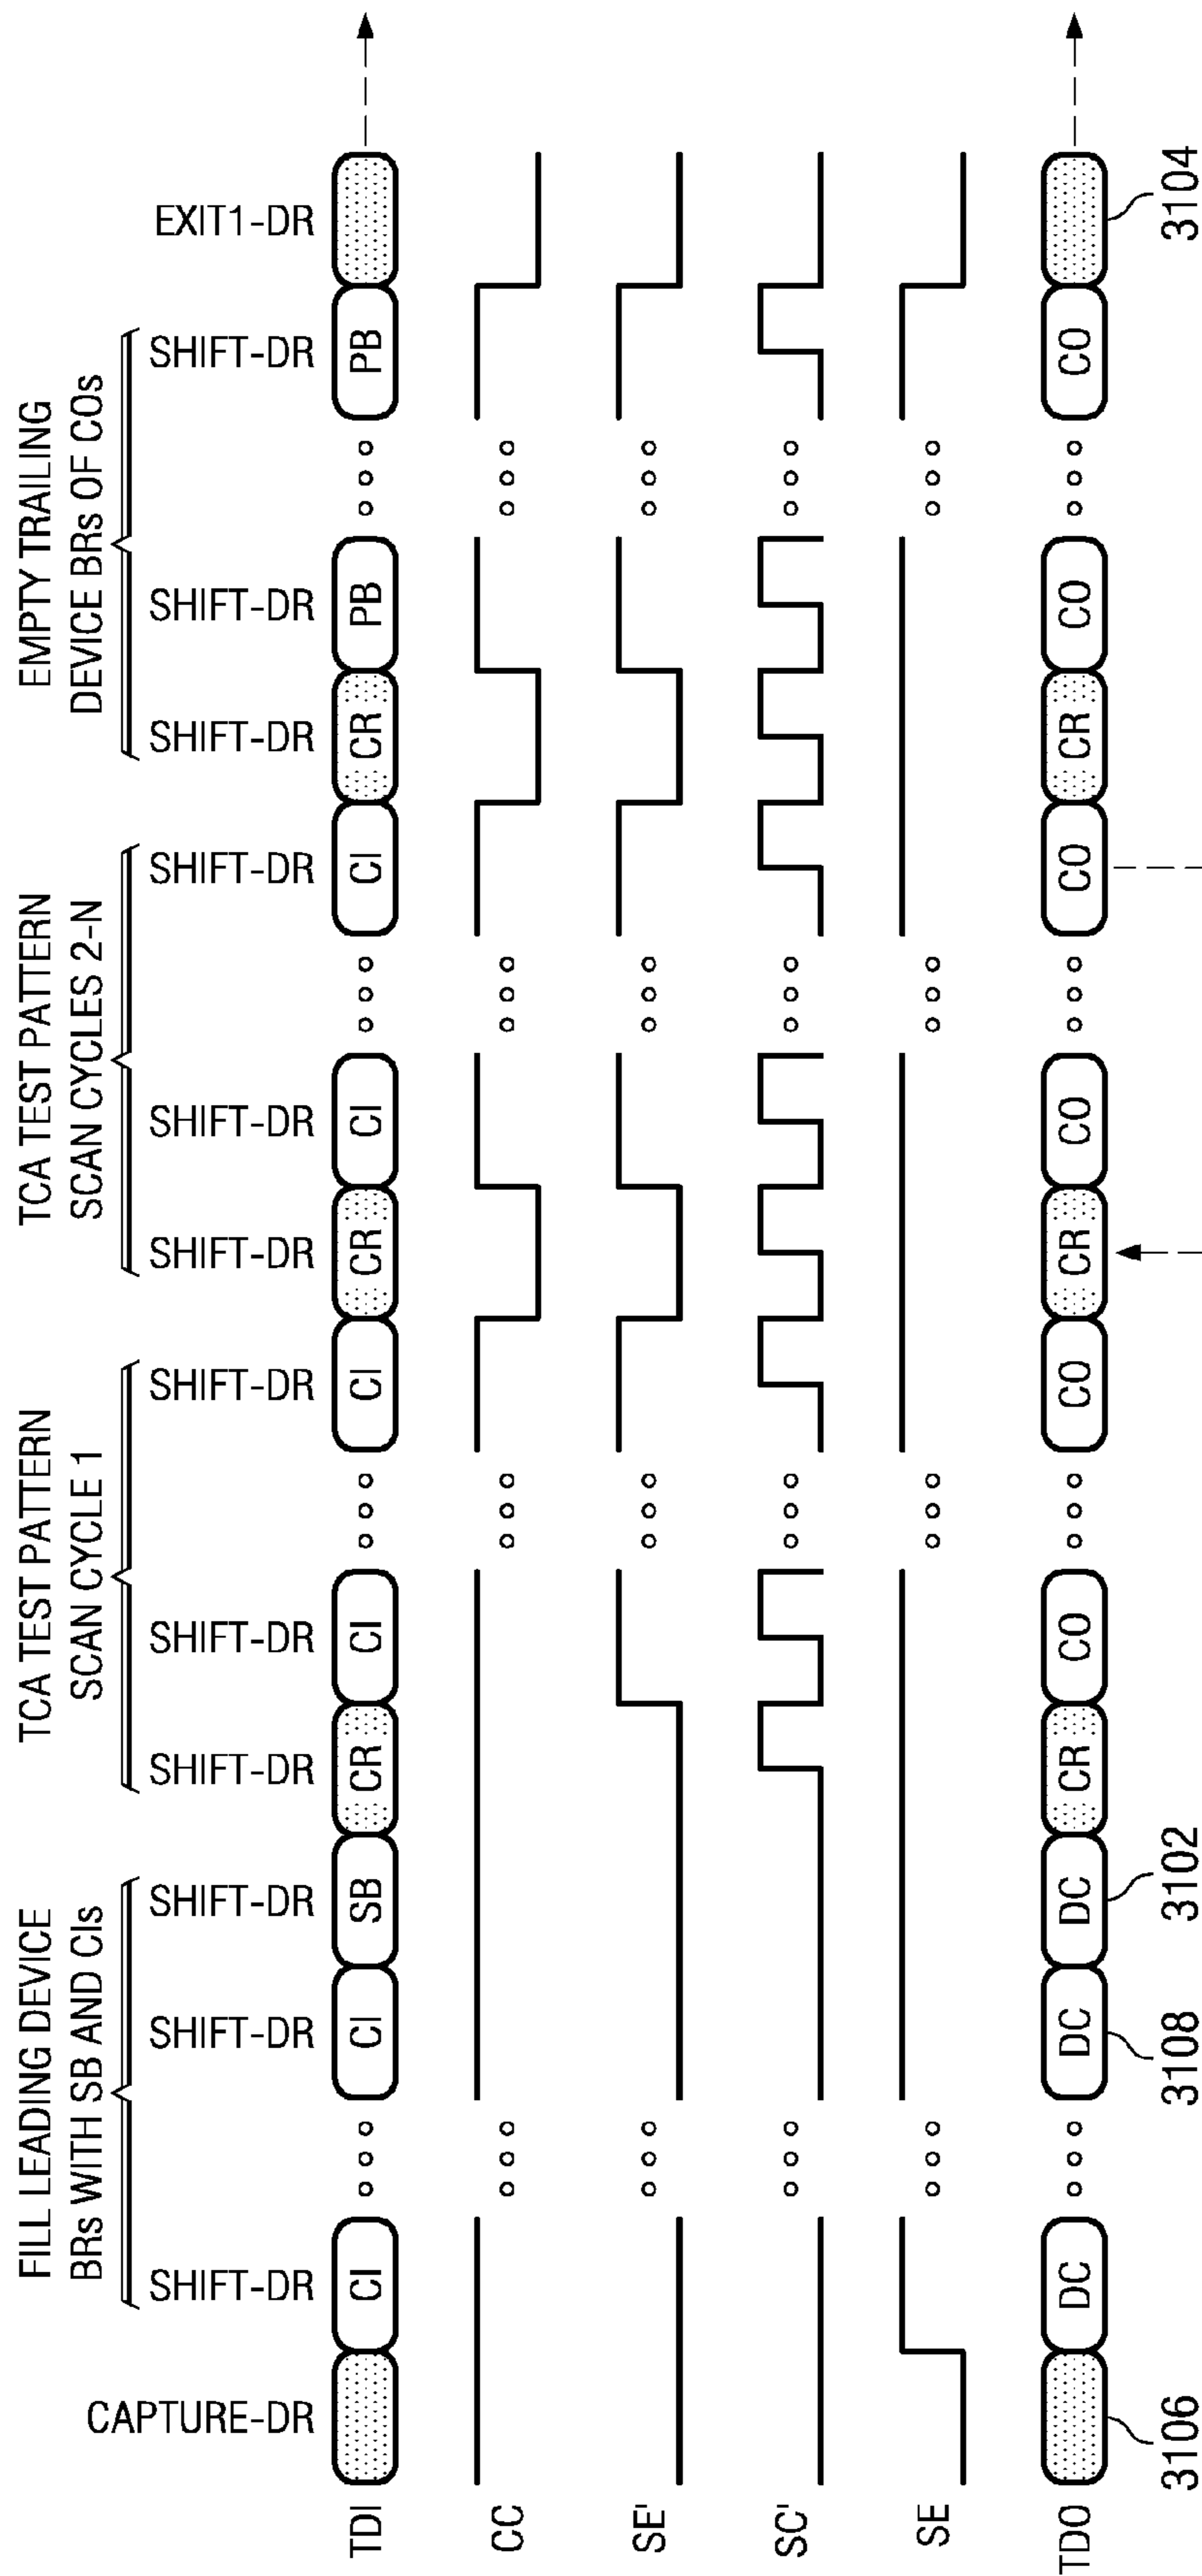 FILL LEADING DEVICE
BRs WITH SB AND CIs
TCA TEST PATTERN
SCAN CYCLE 1
TCA TEST PATTERN
SCAN CYCLES 2-N
EMPTY TRAILING
DEVICE BRs OF COs
CAPTURE-DR
SHIFT-DR
SHIFT-DR
SHIFT-DR
SHIFT-DR
SHIFT-DR
SHIFT-DR
SHIFT-DR
SHIFT-DR
SHIFT-DR
SHIFT-DR
SHIFT-DR
SHIFT-DR
EXIT1-DR
TDI CI CI SB CR CI CI CR CI CI CR PB PB
CC
SE'
SC'
SE
TDO DC DC DC CR CO CO CR CO CO CR CO CO
3106 3108 3102 3104